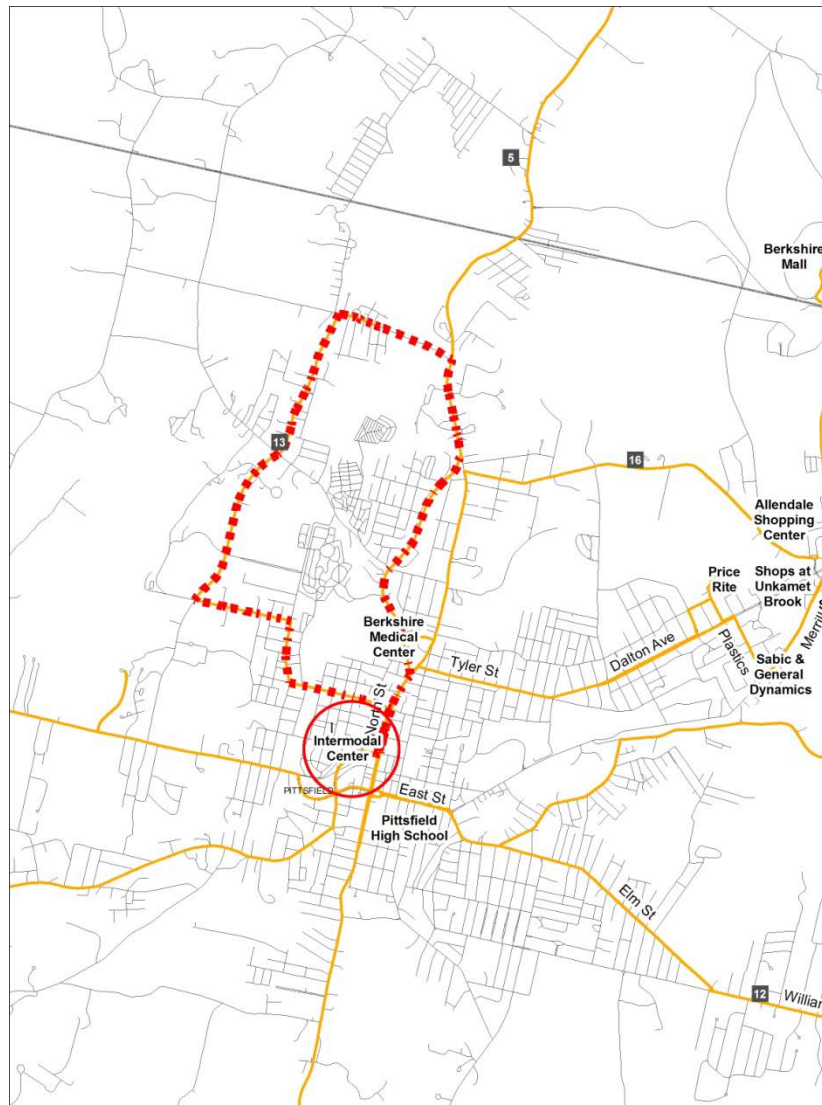 5
Berkshire
Mall
13
16
Allendale
Shopping
Center
Price
Rite
Shops at
Unkamet
Brook
Merrill S
Berkshire
Medical
Center
Tyler St
Dalton Ave
Plastics
Sabic &
General
Dynamics
North St
Intermodal
Center
PITTSFIELD
East St
Pittsfield
High School
Elm St
12
William